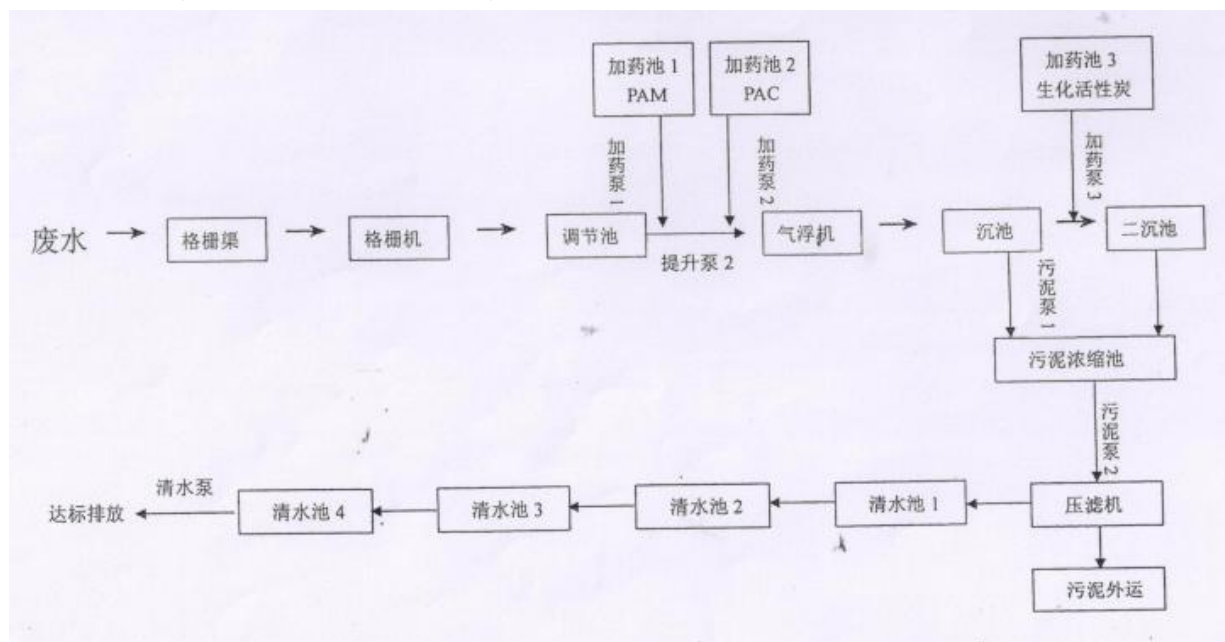 加药池 1
PAM
加药池 2
PAC
加药池 3
生化活性炭
加药泵 1
加药泵 2
加药泵 3
废水
格栅渠
格栅机
调节池
提升泵 2
气浮机
沉池
二沉池
污泥泵 1
污泥浓缩池
污泥泵 2
达标排放
清水泵
清水池 4
清水池 3
清水池 2
清水池 1
压滤机
污泥外运